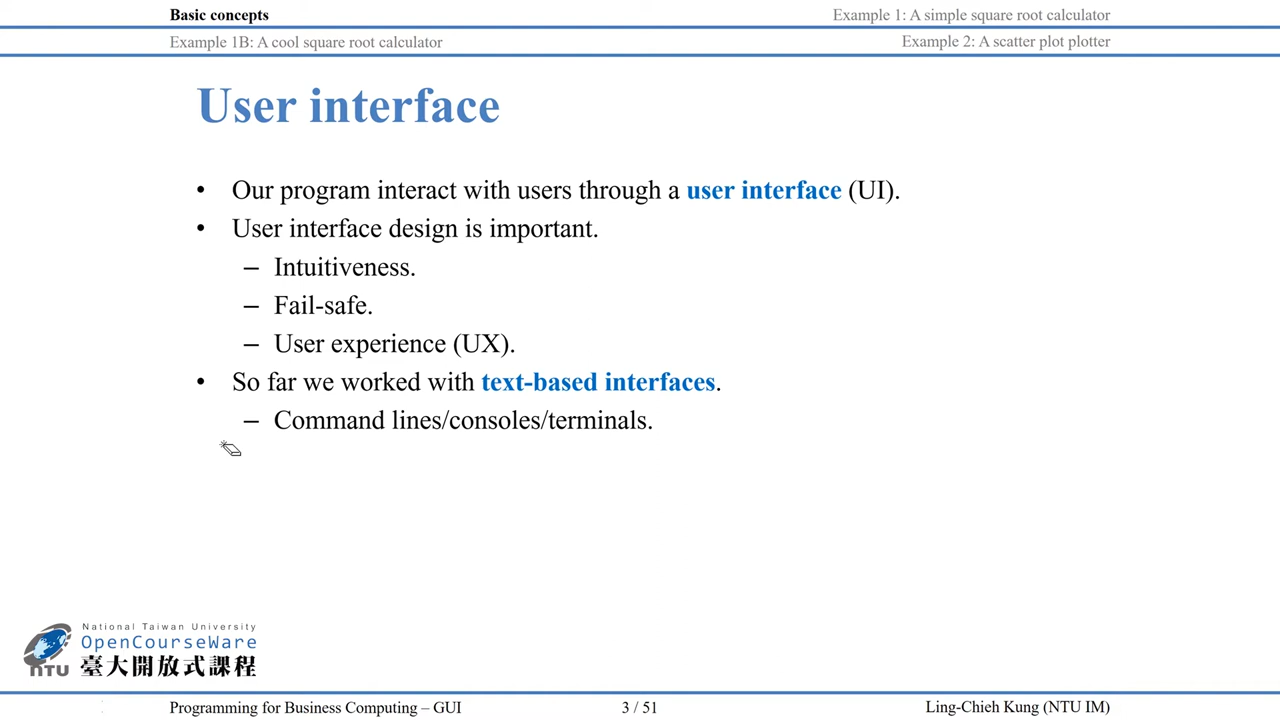 Basic concepts
Example 1: A simple square root calculator
Example 1B: A cool square root calculator
Example 2: A scatter plot plotter
User interface
• Our program interact with users through a user interface (UI).
• User interface design is important.
– Intuitiveness.
– Fail-safe.
– User experience (UX).
• So far we worked with text-based interfaces.
– Command lines/consoles/terminals.
National Taiwan University
OpenCourseWare
臺大開放式課程
NTU
Programming for Business Computing – GUI
3 / 51
Ling-Chieh Kung (NTU IM)